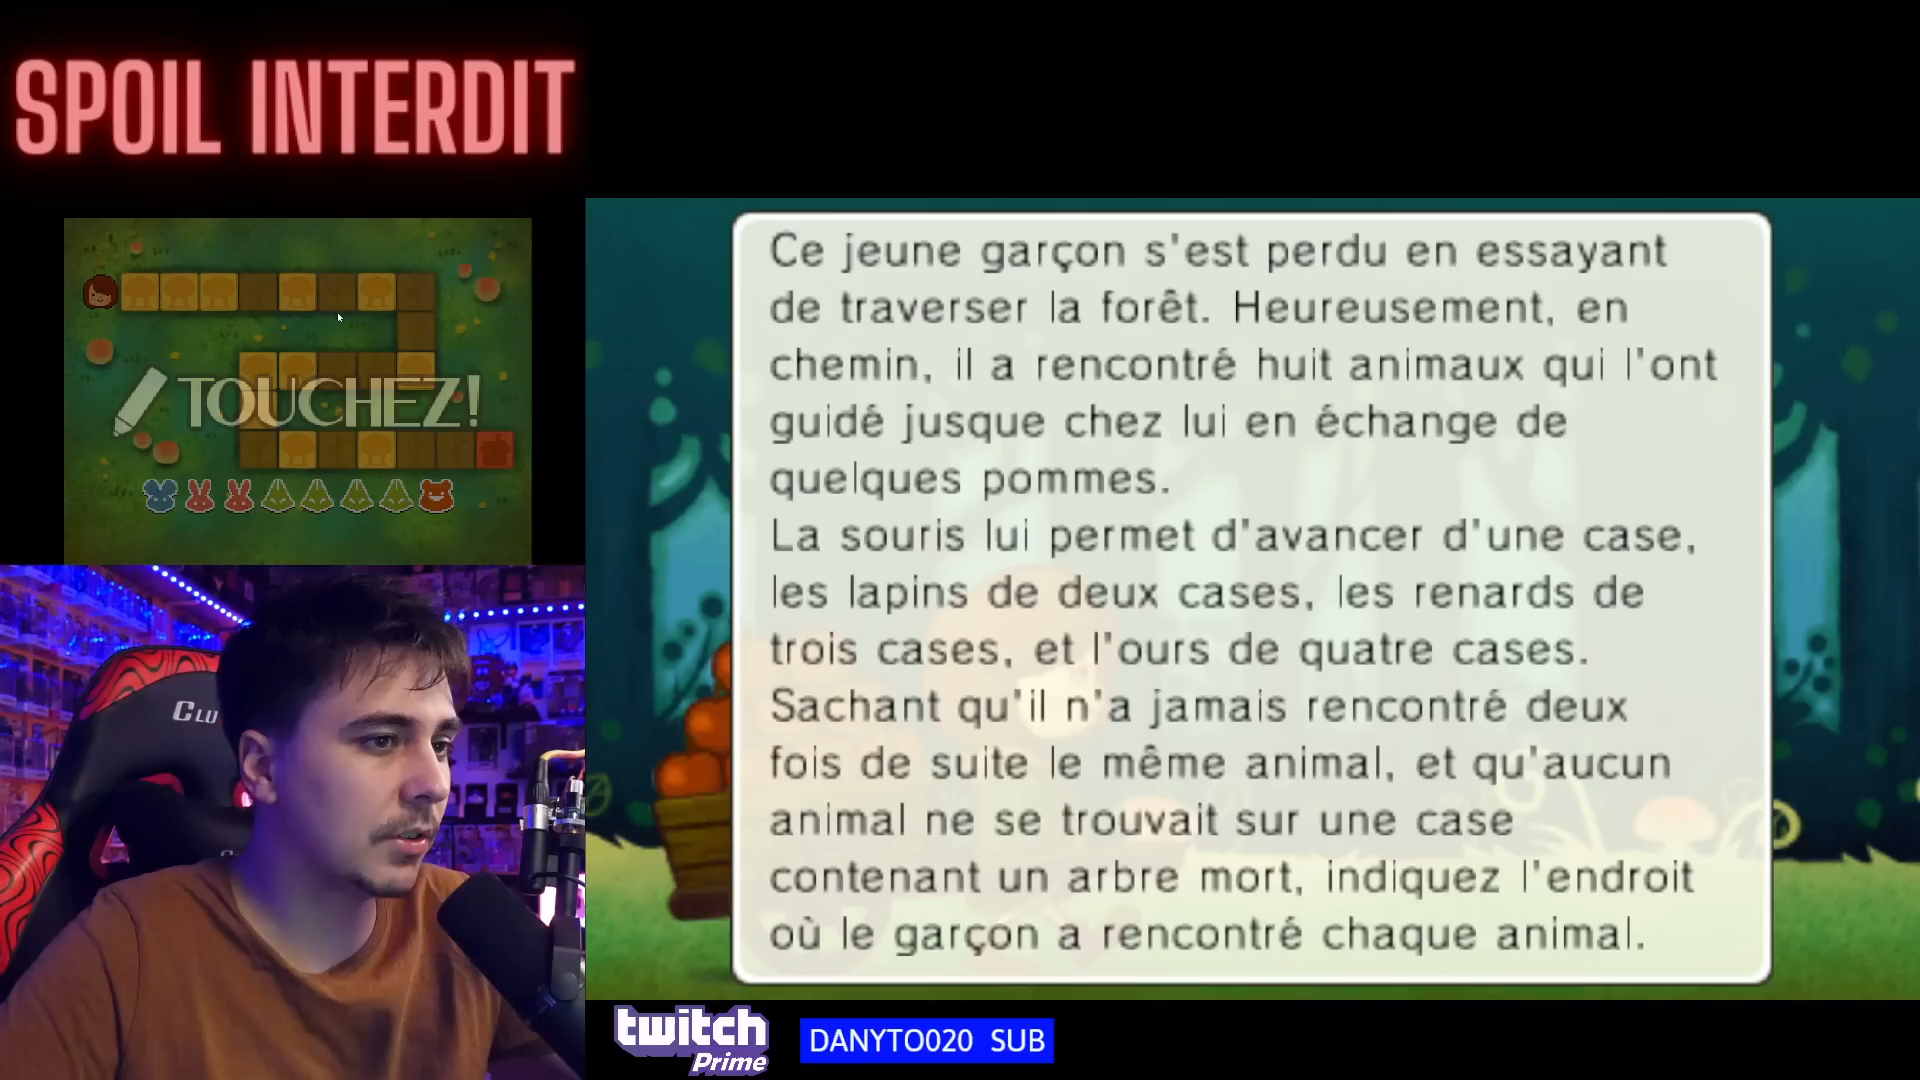 SPOIL INTERDIT
TOUCHEZ!
Ce jeune garçon s'est perdu en essayant
de traverser la forêt. Heureusement, en
chemin, il a rencontré huit animaux qui l'ont
guidé jusque chez lui en échange de
quelques pommes.
La souris lui permet d'avancer d'une case,
les lapins de deux cases, les renards de
trois cases, et l'ours de quatre cases.
Sachant qu'il n'a jamais rencontré deux
fois de suite le même animal, et qu'aucun
animal ne se trouvait sur une case
contenant un arbre mort, indiquez l'endroit
où le garçon a rencontré chaque animal.
CLU
twitch
Prime
DANYTO020 SUB